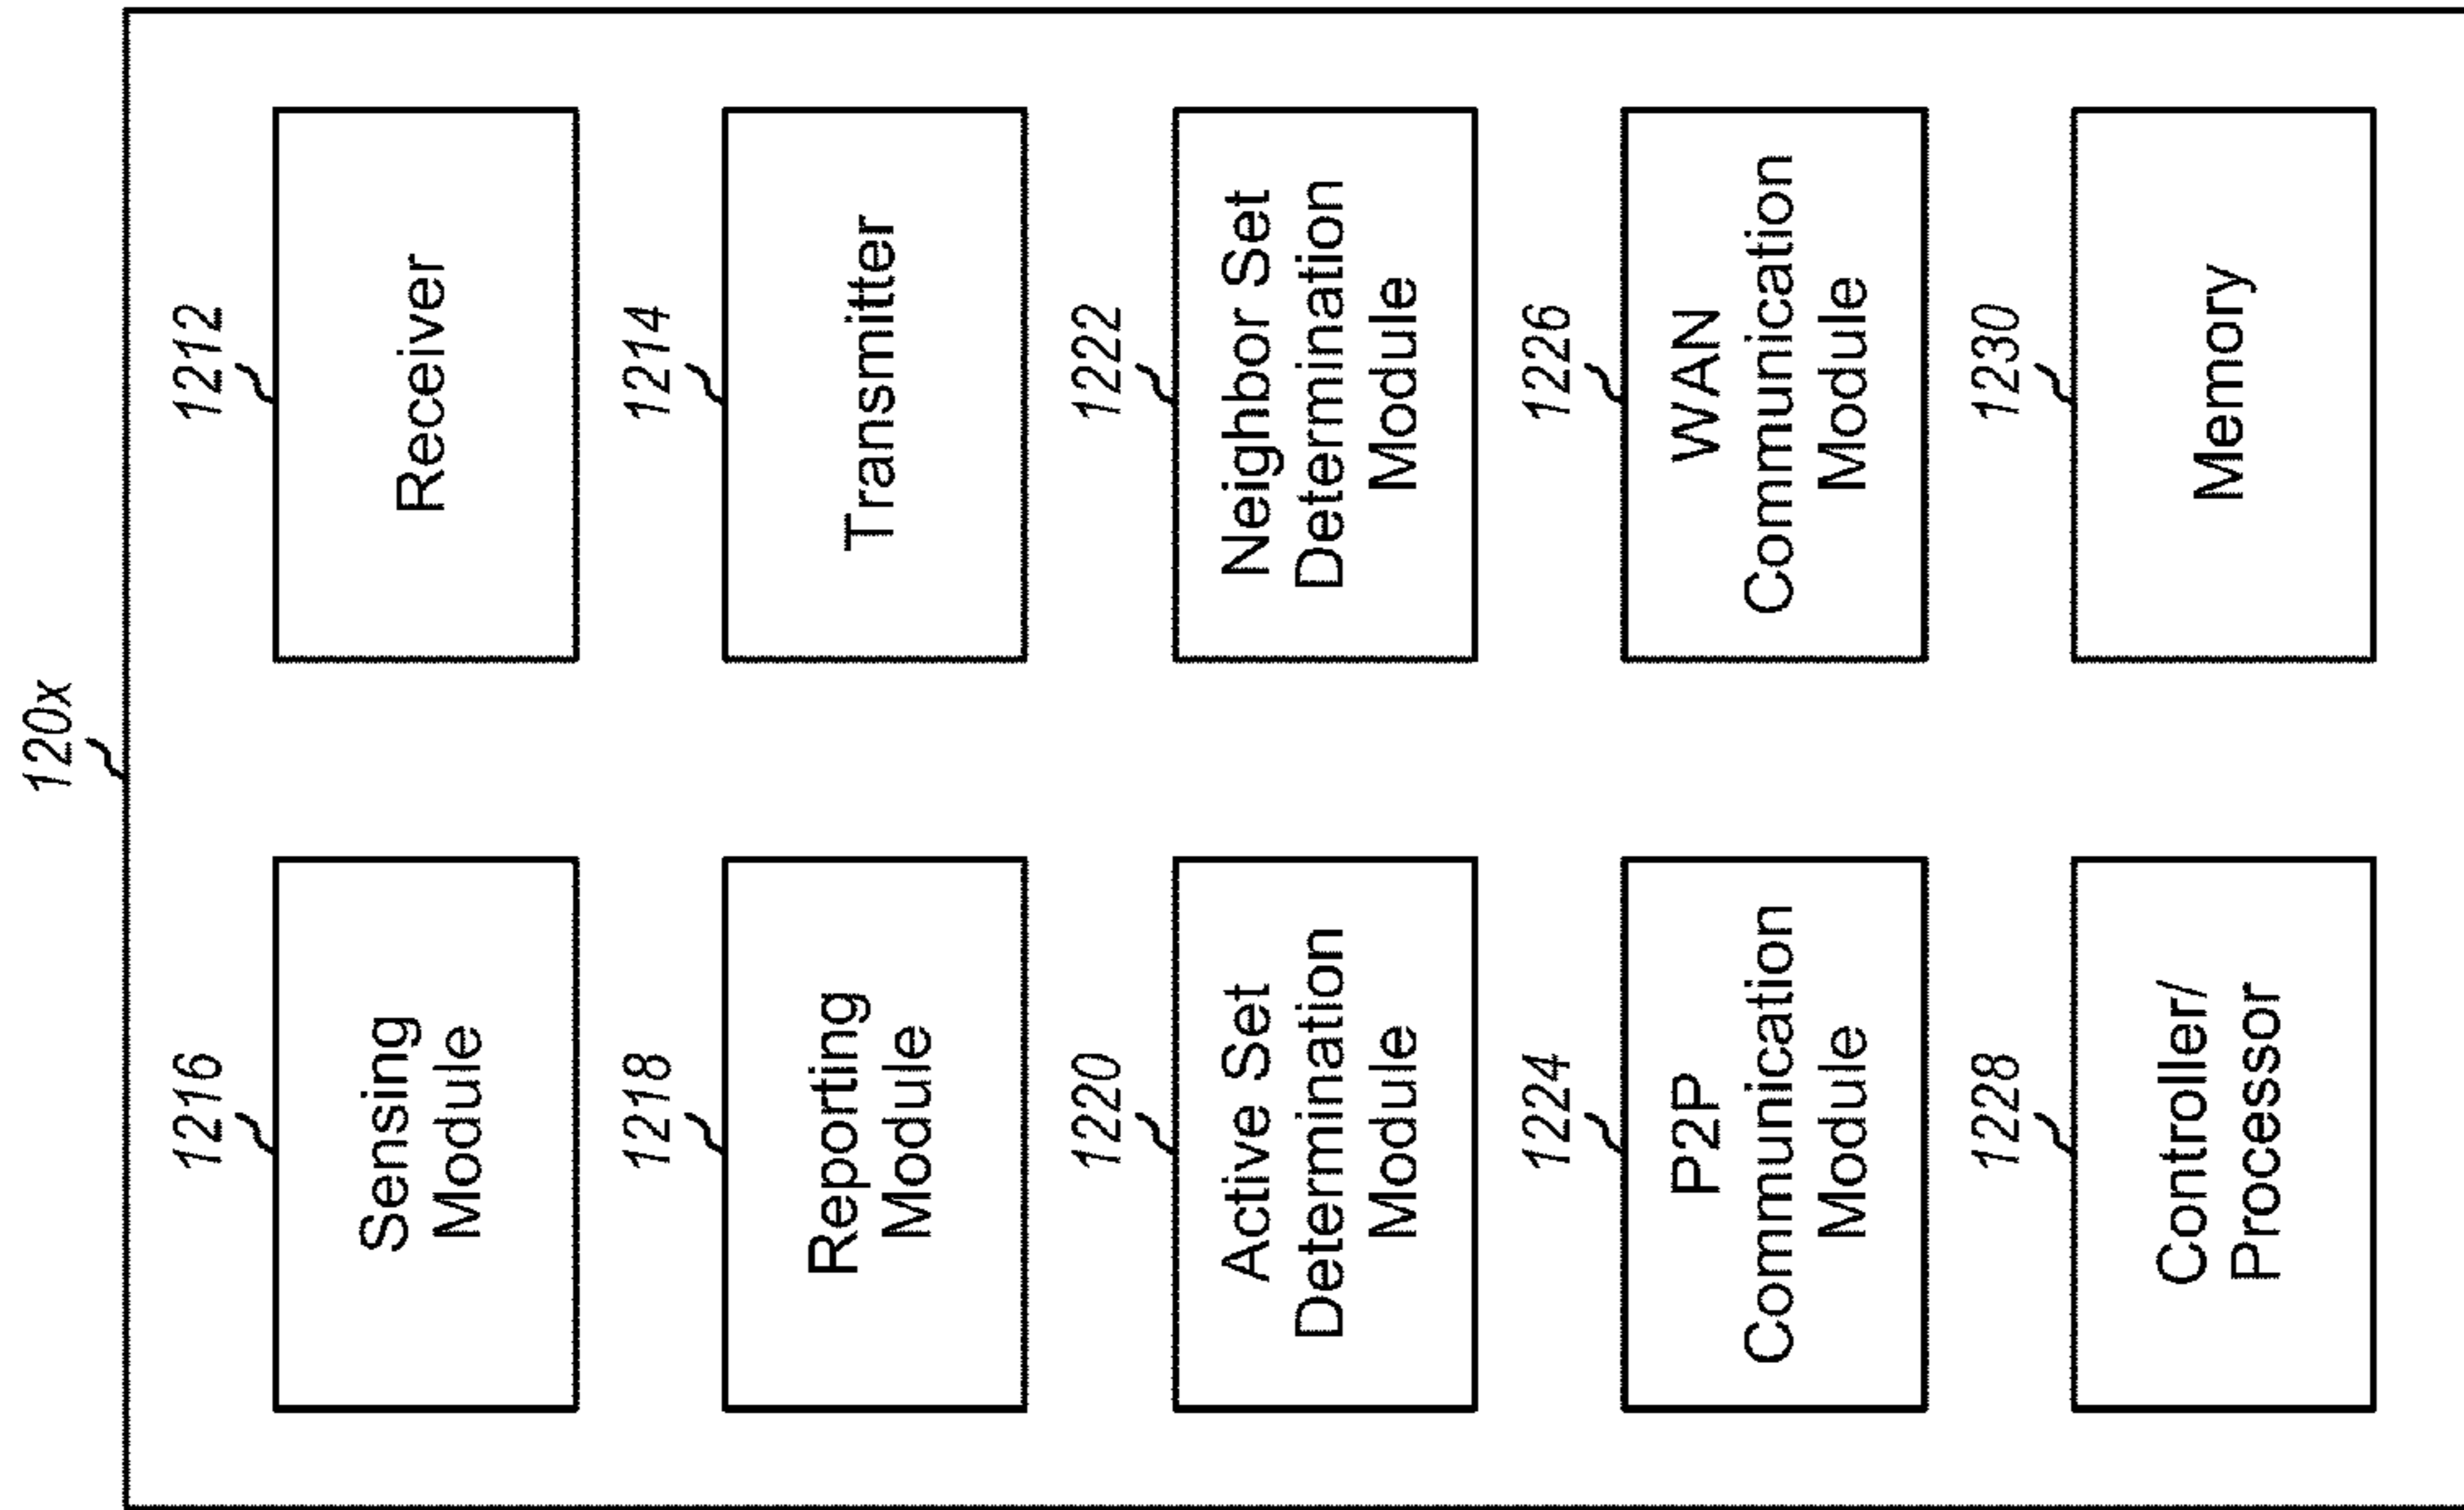 120x
1216
Sensing
Module
1212
Receiver
1218
Reporting
Module
1214
Transmitter
1220
Active Set
Determination
Module
1222
Neighbor Set
Determination
Module
1224
P2P
Communication
Module
1226
WAN
Communication
Module
1228
Controller/
Processor
1230
Memory